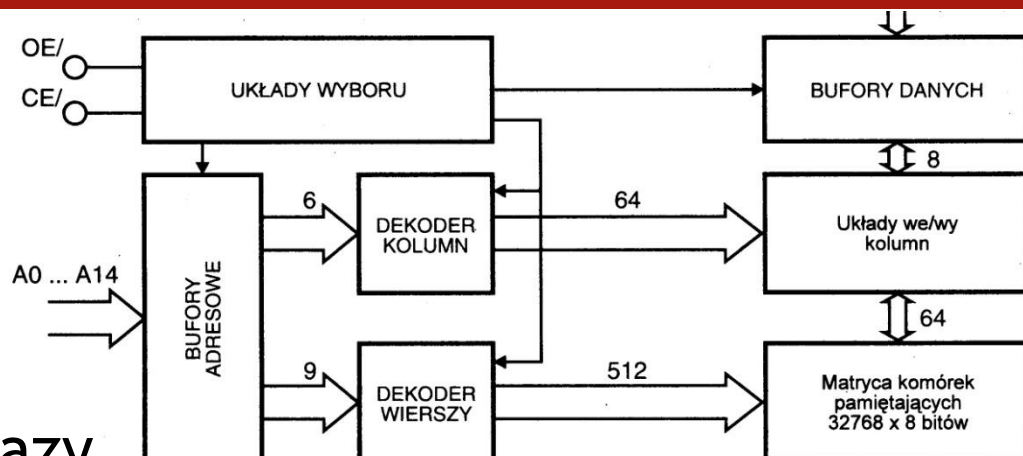 OE/
CE/
UKŁADY WYBORU
BUFORY DANYCH
8
6
DEKODER
KOLUMN
64
Układy we/wy
kolumn
A0 ... A14
BUFORY
ADRESOWE
64
9
DEKODER
WIERSZY
512
Matryca komórek
pamiętających
32768 x 8 bitów